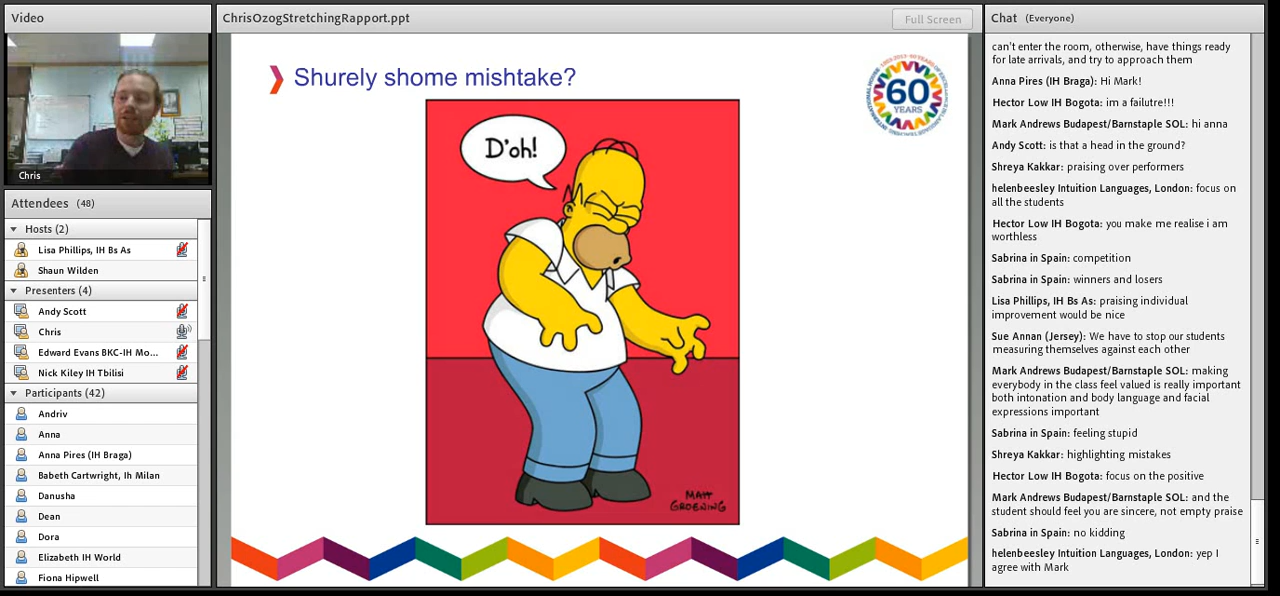 Video
Chris
Attendees (48)
Hosts (2)
Lisa Phillips, IH Bs As
Shaun Wilden
Presenters (4)
Andy Scott
Chris
Edward Evans BKC-IH Mo...
Nick Kiley IH Tbilisi
Participants (42)
Andriv
Anna
Anna Pires (IH Braga)
Babeth Cartwright, Ih Milan
Danusha
Dean
Dora
Elizabeth IH World
Fiona Hipwell
ChrisOzogStretchingRapport.ppt
Full Screen
Shurely shome mishtake?
60
YEARS
D'oh!
MATT
GROENING
Chat (Everyone)
can't enter the room, otherwise, have things ready
for late arrivals, and try to approach them
Anna Pires (IH Braga): Hi Mark!
Hector Low IH Bogota: im a failutre!!!
Mark Andrews Budapest/Barnstaple SOL: hi anna
Andy Scott: is that a head in the ground?
Shreya Kakkar: praising over performers
helenbeesley Intuition Languages, London: focus on
all the students
Hector Low IH Bogota: you make me realise i am
worthless
Sabrina in Spain: competition
Sabrina in Spain: winners and losers
Lisa Phillips, IH Bs As: praising individual
improvement would be nice
Sue Annan (Jersey): We have to stop our students
measuring themselves against each other
Mark Andrews Budapest/Barnstaple SOL: making
everybody in the class feel valued is really important
both intonation and body language and facial
expressions important
Sabrina in Spain: feeling stupid
Shreya Kakkar: highlighting mistakes
Hector Low IH Bogota: focus on the positive
Mark Andrews Budapest/Barnstaple SOL: and the
student should feel you are sincere, not empty praise
Sabrina in Spain: no kidding
helenbeesley Intuition Languages, London: yep I
agree with Mark